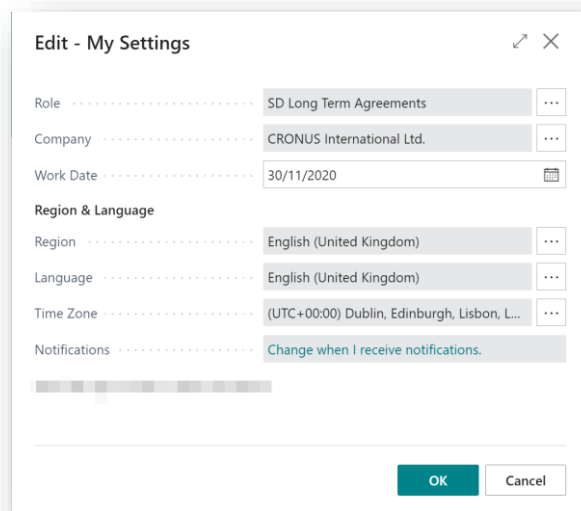 Edit - My Settings
Role SD Long Term Agreements ...
Company CRONUS International Ltd. ...
Work Date 30/11/2020
Region & Language
Region English (United Kingdom) ...
Language English (United Kingdom) ...
Time Zone (UTC+00:00) Dublin, Edinburgh, Lisbon, L... ...
Notifications Change when I receive notifications.
OK Cancel